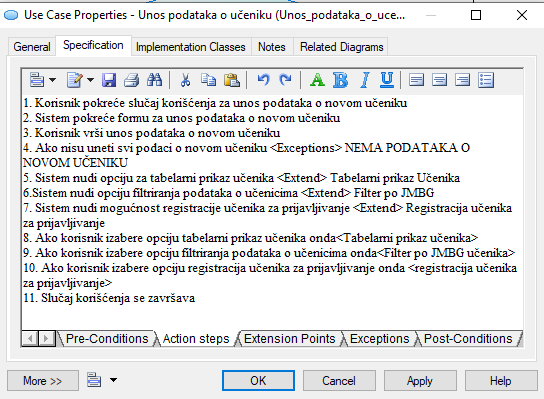 Use Case Properties - Unos podataka o učeniku (Unos_podataka_o_uce...
General
Specification
Implementation Classes
Notes
Related Diagrams
A B I U
1. Korisnik pokreće slučaj korišćenja za unos podataka o novom učeniku
2. Sistem pokreće formu za unos podataka o novom učeniku
3. Korisnik vrši unos podataka o novom učeniku
4. Ako nisu uneti svi podaci o novom učeniku <Exceptions> NEMA PODATAKA O
NOVOM UČENIKU
5. Sistem nudi opciju za tabelarni prikaz učenika <Extend> Tabelarni prikaz Učenika
6.Sistem nudi opciju filtriranja podataka o učenicima <Extend> Filter po JMBG
7. Sistem nudi mogućnost registracije učenika za prijavljivanje <Extend> Registracija učenika
za prijavljivanje
8. Ako korisnik izabere opciju tabelarni prikaz učenika onda<Tabelarni prikaz učenika>
9. Ako korisnik izabere opciju filtriranja podataka o učenicima onda<Filter po JMBG učenika>
10. Ako korisnik izabere opciju registracija učenika za prijavljivanje onda <registracija učenika
za prijavljivanje>
11. Slučaj korišćenja se završava
Pre-Conditions
Action steps
Extension Points
Exceptions
Post-Conditions
More >>
OK
Cancel
Apply
Help